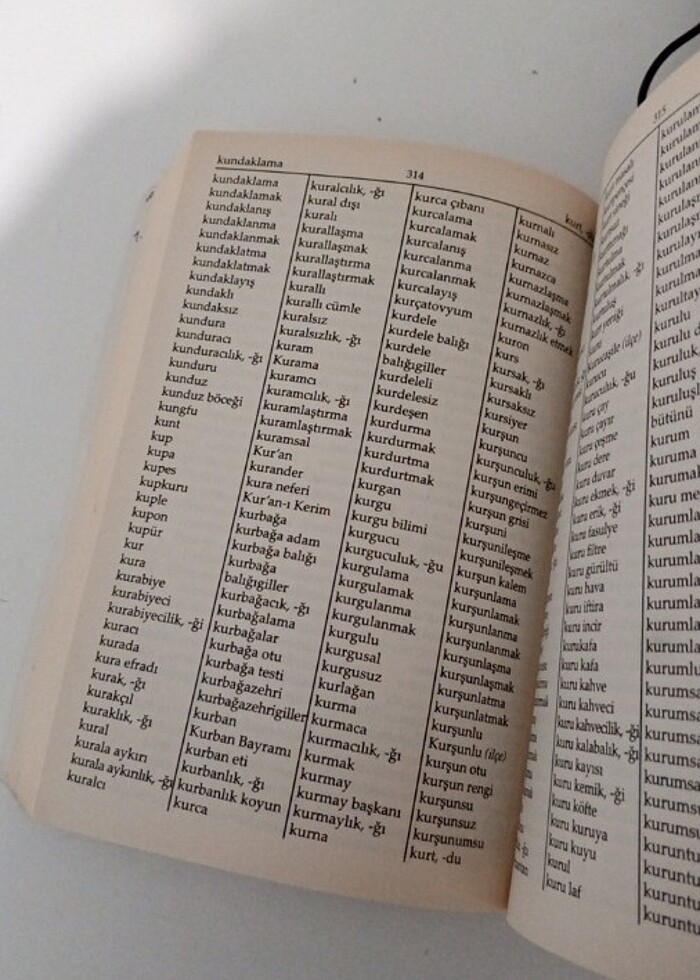 kundaklama
314
kurt, -du
kundaklama
kundaklamak
kundaklanış
kundaklanma
kundaklanmak
kundaklatma
kundaklatmak
kundaklayış
kundaklı
kundaksız
kundura
kunduracı
kunduracılık, -ğı
kunduru
kunduz
kunduz böceği
kungfu
kunt
kup
kupa
kupes
kupkuru
kuple
kupon
kupür
kur
kura
kurabiye
kurabiyeci
kurabiyecilik, -ği
kuracı
kurada
kura efradı
kurak, -ğı
kurakçıl
kuraklık, -ğı
kural
kurala aykırı
kurala aykırılık, -ğı
kuralcı
kuralcılık, -ğı
kural dışı
kuralı
kurallaşma
kurallaşmak
kurallaştırma
kurallaştırmak
kurallı
kurallı cümle
kuralsız
kuralsızlık, -ğı
kuram
Kurama
kuramcı
kuramcılık, -ğı
kuramlaştırma
kuramlaştırmak
kuramsal
Kur'an
kurander
kura neferi
Kur'an-ı Kerim
kurbağa
kurbağa adam
kurbağa balığı
kurbağa
balığıgiller
kurbağacık, -ğı
kurbağalama
kurbağalar
kurbağa otu
kurbağa testi
kurbağazehri
kurbağazehrigiller
kurban
Kurban Bayramı
kurban eti
kurbanlık, -ğı
kurbanlık koyun
kurca
kurca çıbanı
kurcalama
kurcalamak
kurcalanış
kurcalanma
kurcalanmak
kurcalayış
kurçatovyum
kurdele
kurdele balığı
kurdele
balığıgiller
kurdeleli
kurdelesiz
kurdeşen
kurdurma
kurdurmak
kurdurtma
kurdurtmak
kurgan
kurgu
kurgu bilimi
kurgucu
kurguculuk, -ğu
kurgulama
kurgulamak
kurgulanma
kurgulanmak
kurgulu
kurgusal
kurgusuz
kurlağan
kurma
kurmaca
kurmacılık, -ğı
kurmak
kurmay
kurmay başkanı
kurmaylık, -ğı
kurna
kurnalı
kurnasız
kurnaz
kurnazca
kurnazlaşma
kurnazlaşmak
kurnazlık, -ğı
kurnazlık etmek
kuron
kurs
kursak, -ğı
kursaklı
kursaksız
kursiyer
kurşun
kurşuncu
kurşunculuk, -ğu
kurşun erimi
kurşungeçirmez
kurşun grisi
kurşuni
kurşunileşme
kurşunileşmek
kurşun kalem
kurşunlama
kurşunlamak
kurşunlanma
kurşunlanmak
kurşunlaşma
kurşunlaşmak
kurşunlatma
kurşunlatmak
kurşunlu
Kurşunlu (ilçe)
kurşun otu
kurşun rengi
kurşunsu
kurşunsuz
kurşunumsu
kurt, -du
315
kurucu
kuruculuk, -ğu
kuru çay
kuru çayır
kuru çeşme
kuru dere
kuru duvar
kuru ekmek, -ği
kuru erik, -ği
kuru fasulye
kuru filtre
kuru gürültü
kuru hava
kuru iftira
kuru incir
kurukafa
kuru kafa
kuru kahve
kuru kahveci
kuru kahvecilik, -ği
kuru kalabalık, -ğı
kuru kayısı
kuru kemik, -ği
kuru köfte
kuru kuruya
kuru kuyu
kurul
kuru laf
kurulu
kuruluş
bütünü
kurum
kuruma